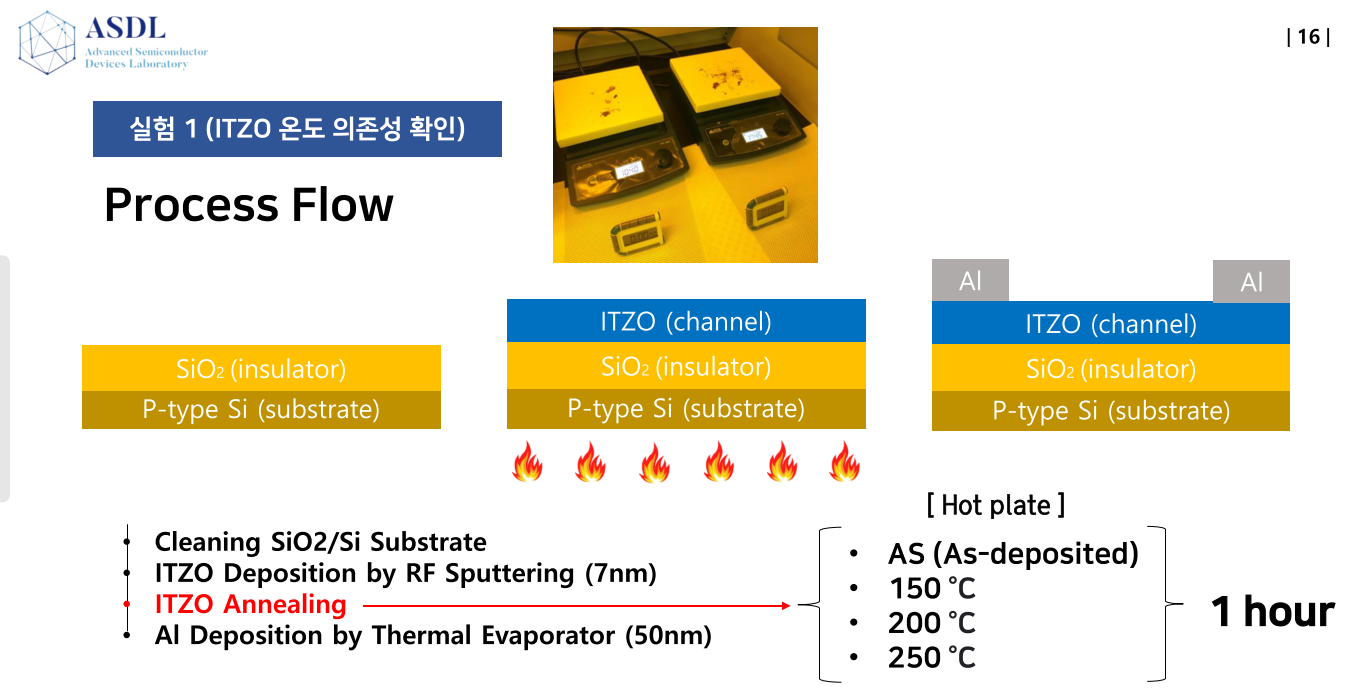 ASDL
Advanced Semiconductor
Devices Laboratory
| 16 |
실험 1 (ITZO 온도 의존성 확인)
Process Flow
SiO2 (insulator)
P-type Si (substrate)
ITZO (channel)
SiO2 (insulator)
P-type Si (substrate)
Al
Al
ITZO (channel)
SiO2 (insulator)
P-type Si (substrate)
• Cleaning SiO2/Si Substrate
• ITZO Deposition by RF Sputtering (7nm)
• ITZO Annealing
• Al Deposition by Thermal Evaporator (50nm)
[ Hot plate ]
• AS (As-deposited)
• 150 ℃
• 200 ℃
• 250 ℃
1 hour